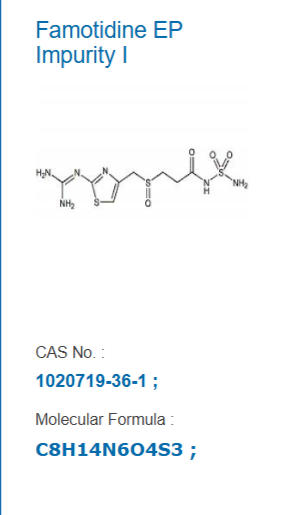 Famotidine EP
Impurity I
O
O O
H₂N N N S S NH₂
NH₂ S O N
H
CAS No. :
1020719-36-1 ;
Molecular Formula :
C8H14N6O4S3 ;